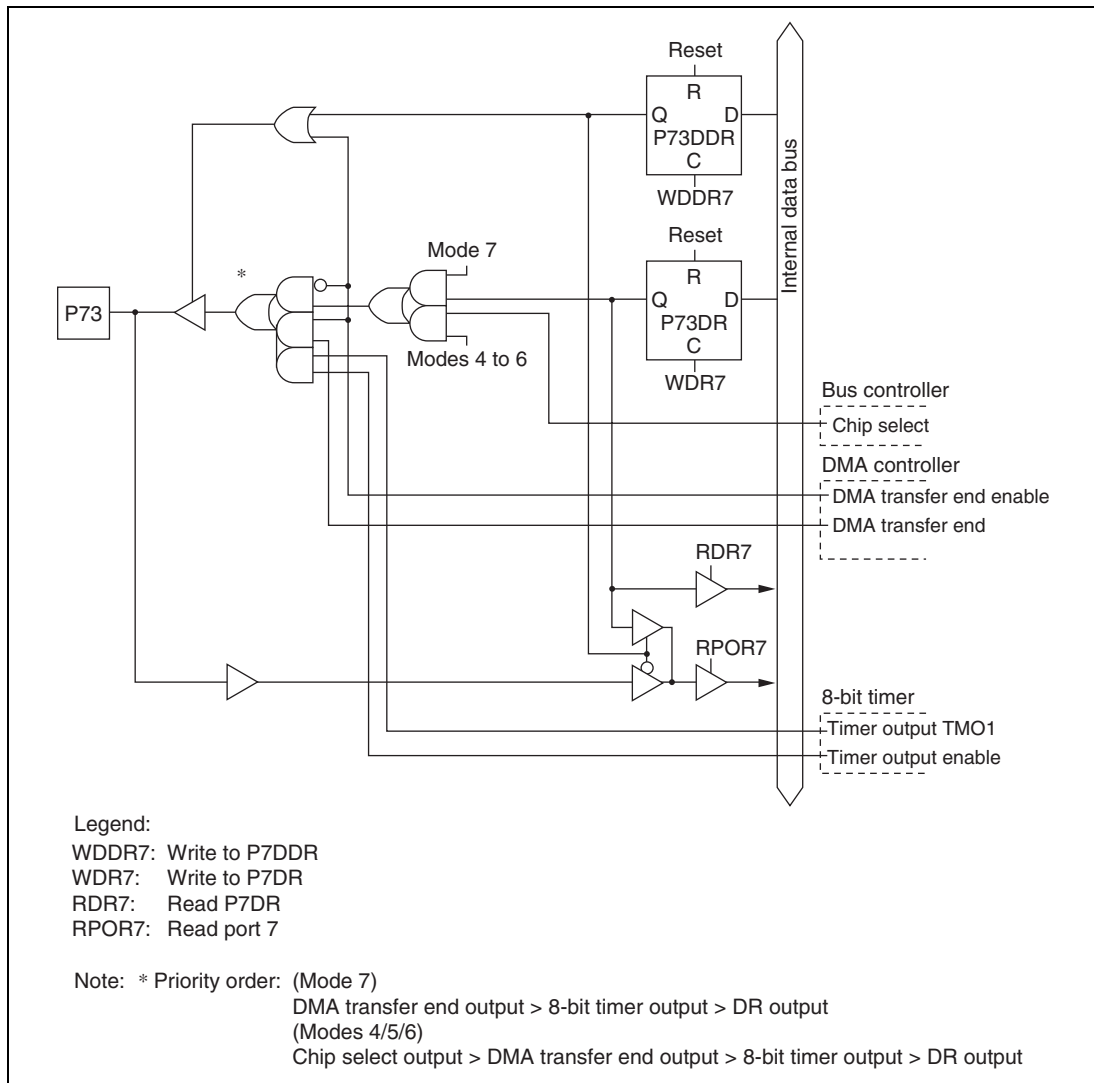 Reset
R
Q D
P73DDR
C
WDDR7
Internal data bus
Reset
R
Q D
P73DR
C
WDR7
Mode 7
*
P73
Modes 4 to 6
Bus controller
Chip select
DMA controller
DMA transfer end enable
DMA transfer end
RDR7
RPOR7
8-bit timer
Timer output TMO1
Timer output enable
Legend:
WDDR7: Write to P7DDR
WDR7: Write to P7DR
RDR7: Read P7DR
RPOR7: Read port 7
Note: * Priority order: (Mode 7)
DMA transfer end output > 8-bit timer output > DR output
(Modes 4/5/6)
Chip select output > DMA transfer end output > 8-bit timer output > DR output